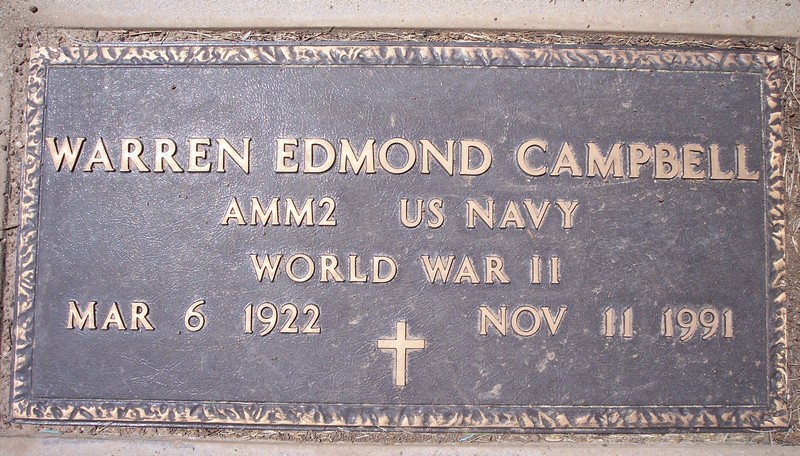 WARREN EDMOND CAMPBELL
AMM2 US NAVY
WORLD WAR II
MAR 6 1922 NOV 11 1991